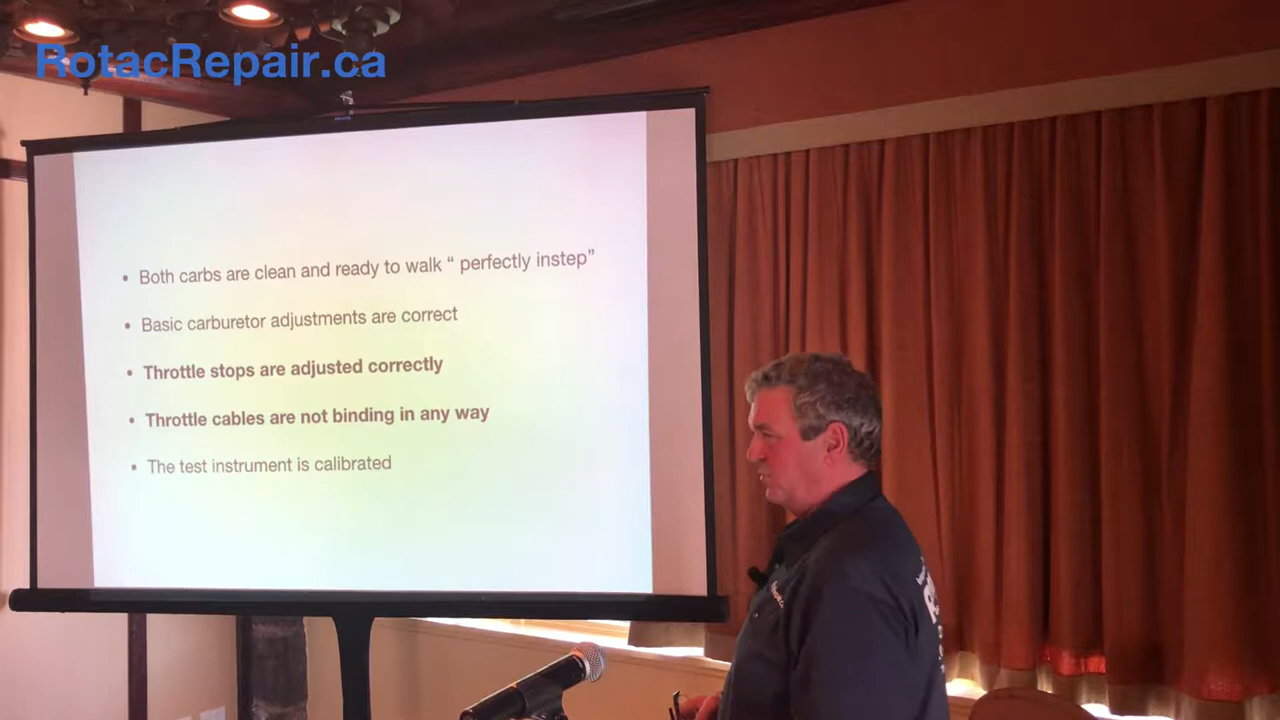 RotacRepair.ca
• Both carbs are clean and ready to walk “ perfectly instep”
• Basic carburetor adjustments are correct
• Throttle stops are adjusted correctly
• Throttle cables are not binding in any way
• The test instrument is calibrated